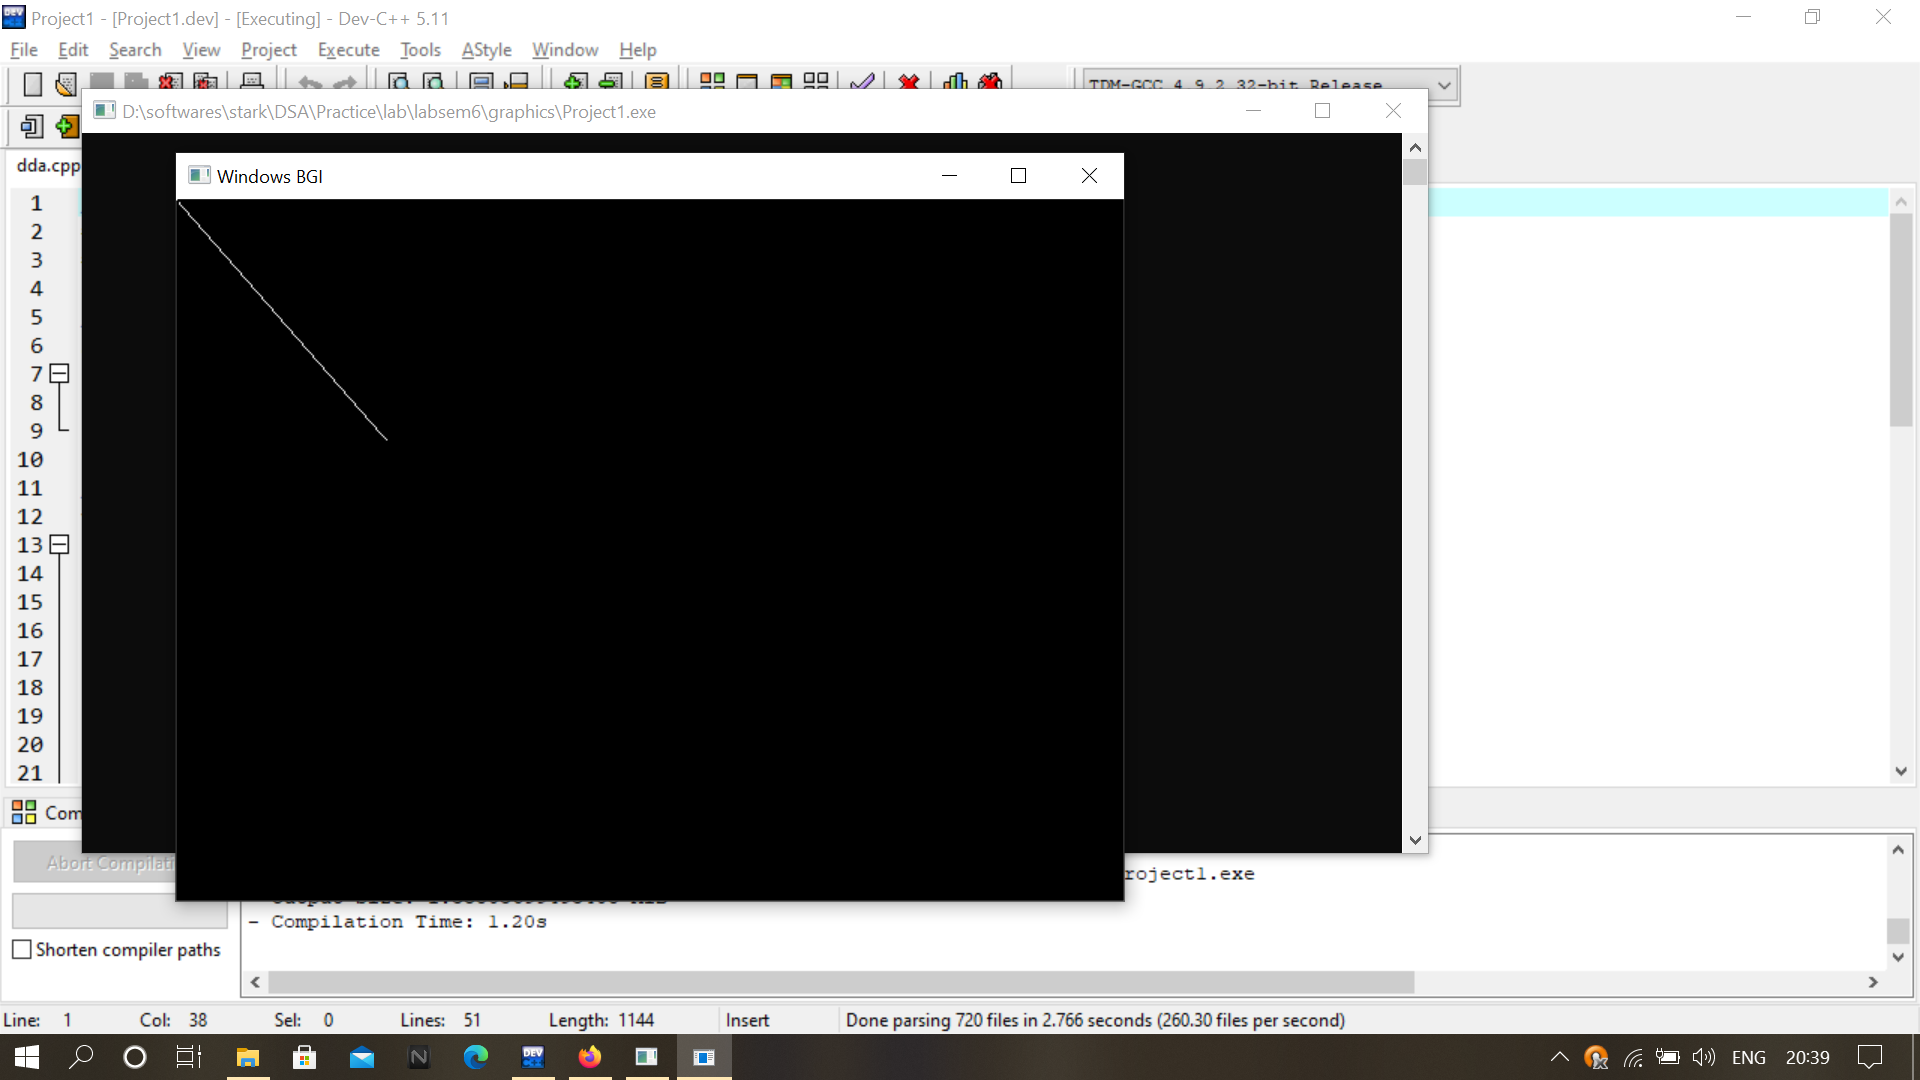 Project1 - [Project1.dev] - [Executing] - Dev-C++ 5.11
File Edit Search View Project Execute Tools AStyle Window Help
TDM-GCC 4.9.2 32-bit Release
D:\softwares\stark\DSA\Practice\lab\labsem6\graphics\Project1.exe
dda.cpp
Windows BGI
1
2
3
4
5
6
7
8
9
10
11
12
13
14
15
16
17
18
19
20
21
Com
Abort Compilati
roject1.exe
- Compilation Time: 1.20s
Shorten compiler paths
Line: 1 Col: 38 Sel: 0 Lines: 51 Length: 1144 Insert Done parsing 720 files in 2.766 seconds (260.30 files per second)
DEV
N
ENG 20:39